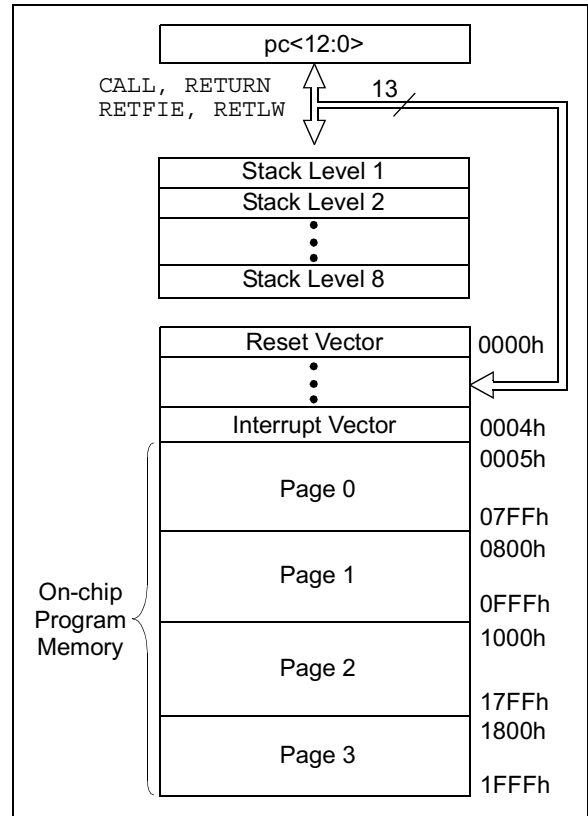 pc<12:0>
CALL, RETURN
RETFIE, RETLW
13
Stack Level 1
Stack Level 2
Stack Level 8
Reset Vector
0000h
Interrupt Vector
0004h
0005h
Page 0
07FFh
0800h
Page 1
0FFFh
On-chip
Program
Memory
1000h
Page 2
17FFh
1800h
Page 3
1FFFh